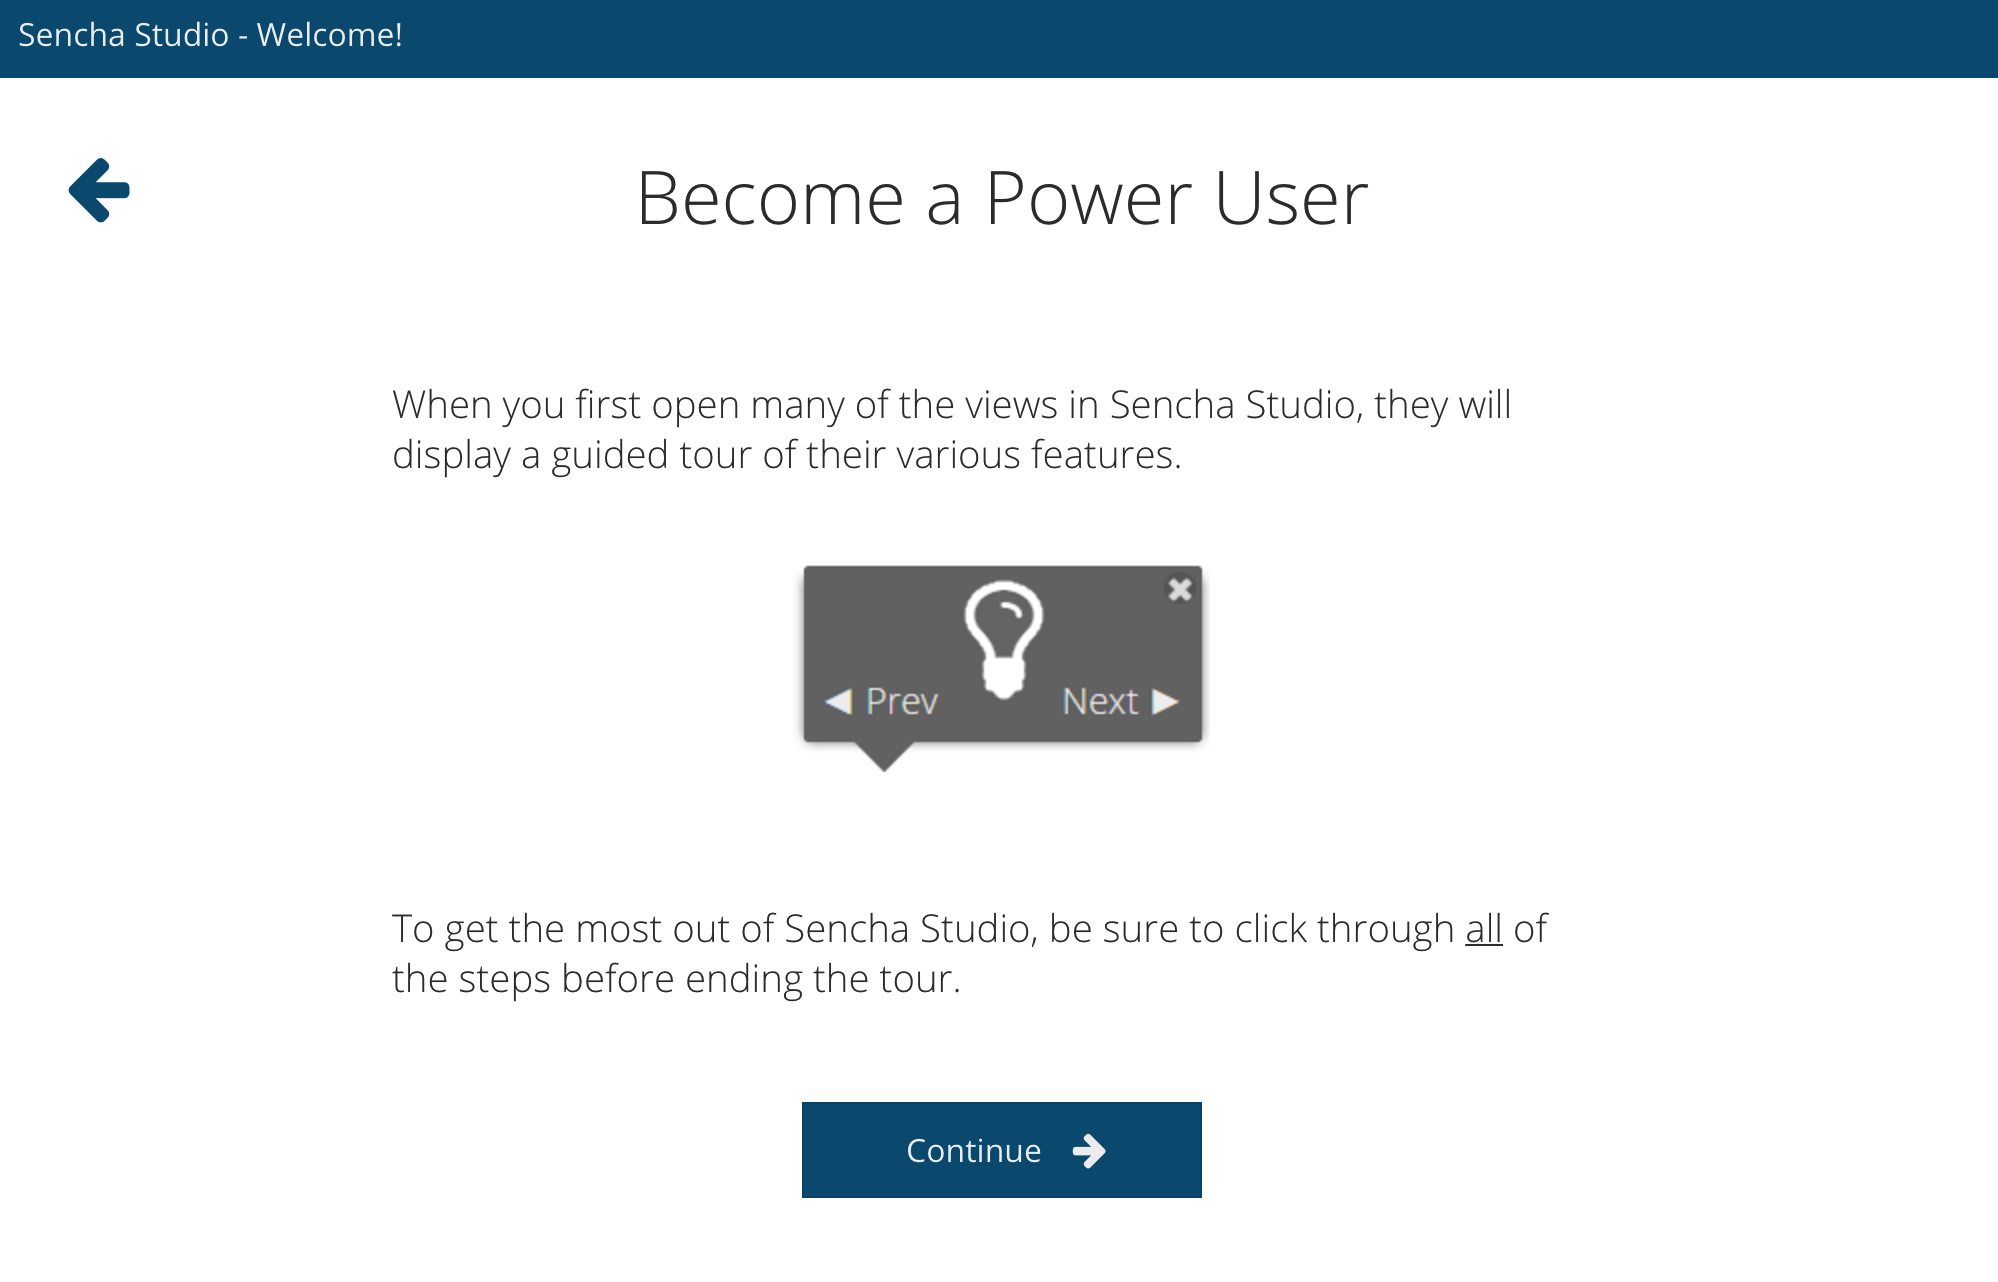 Sencha Studio - Welcome!
Become a Power User
When you first open many of the views in Sencha Studio, they will
display a guided tour of their various features.
Prev
Next
To get the most out of Sencha Studio, be sure to click through all of
the steps before ending the tour.
Continue